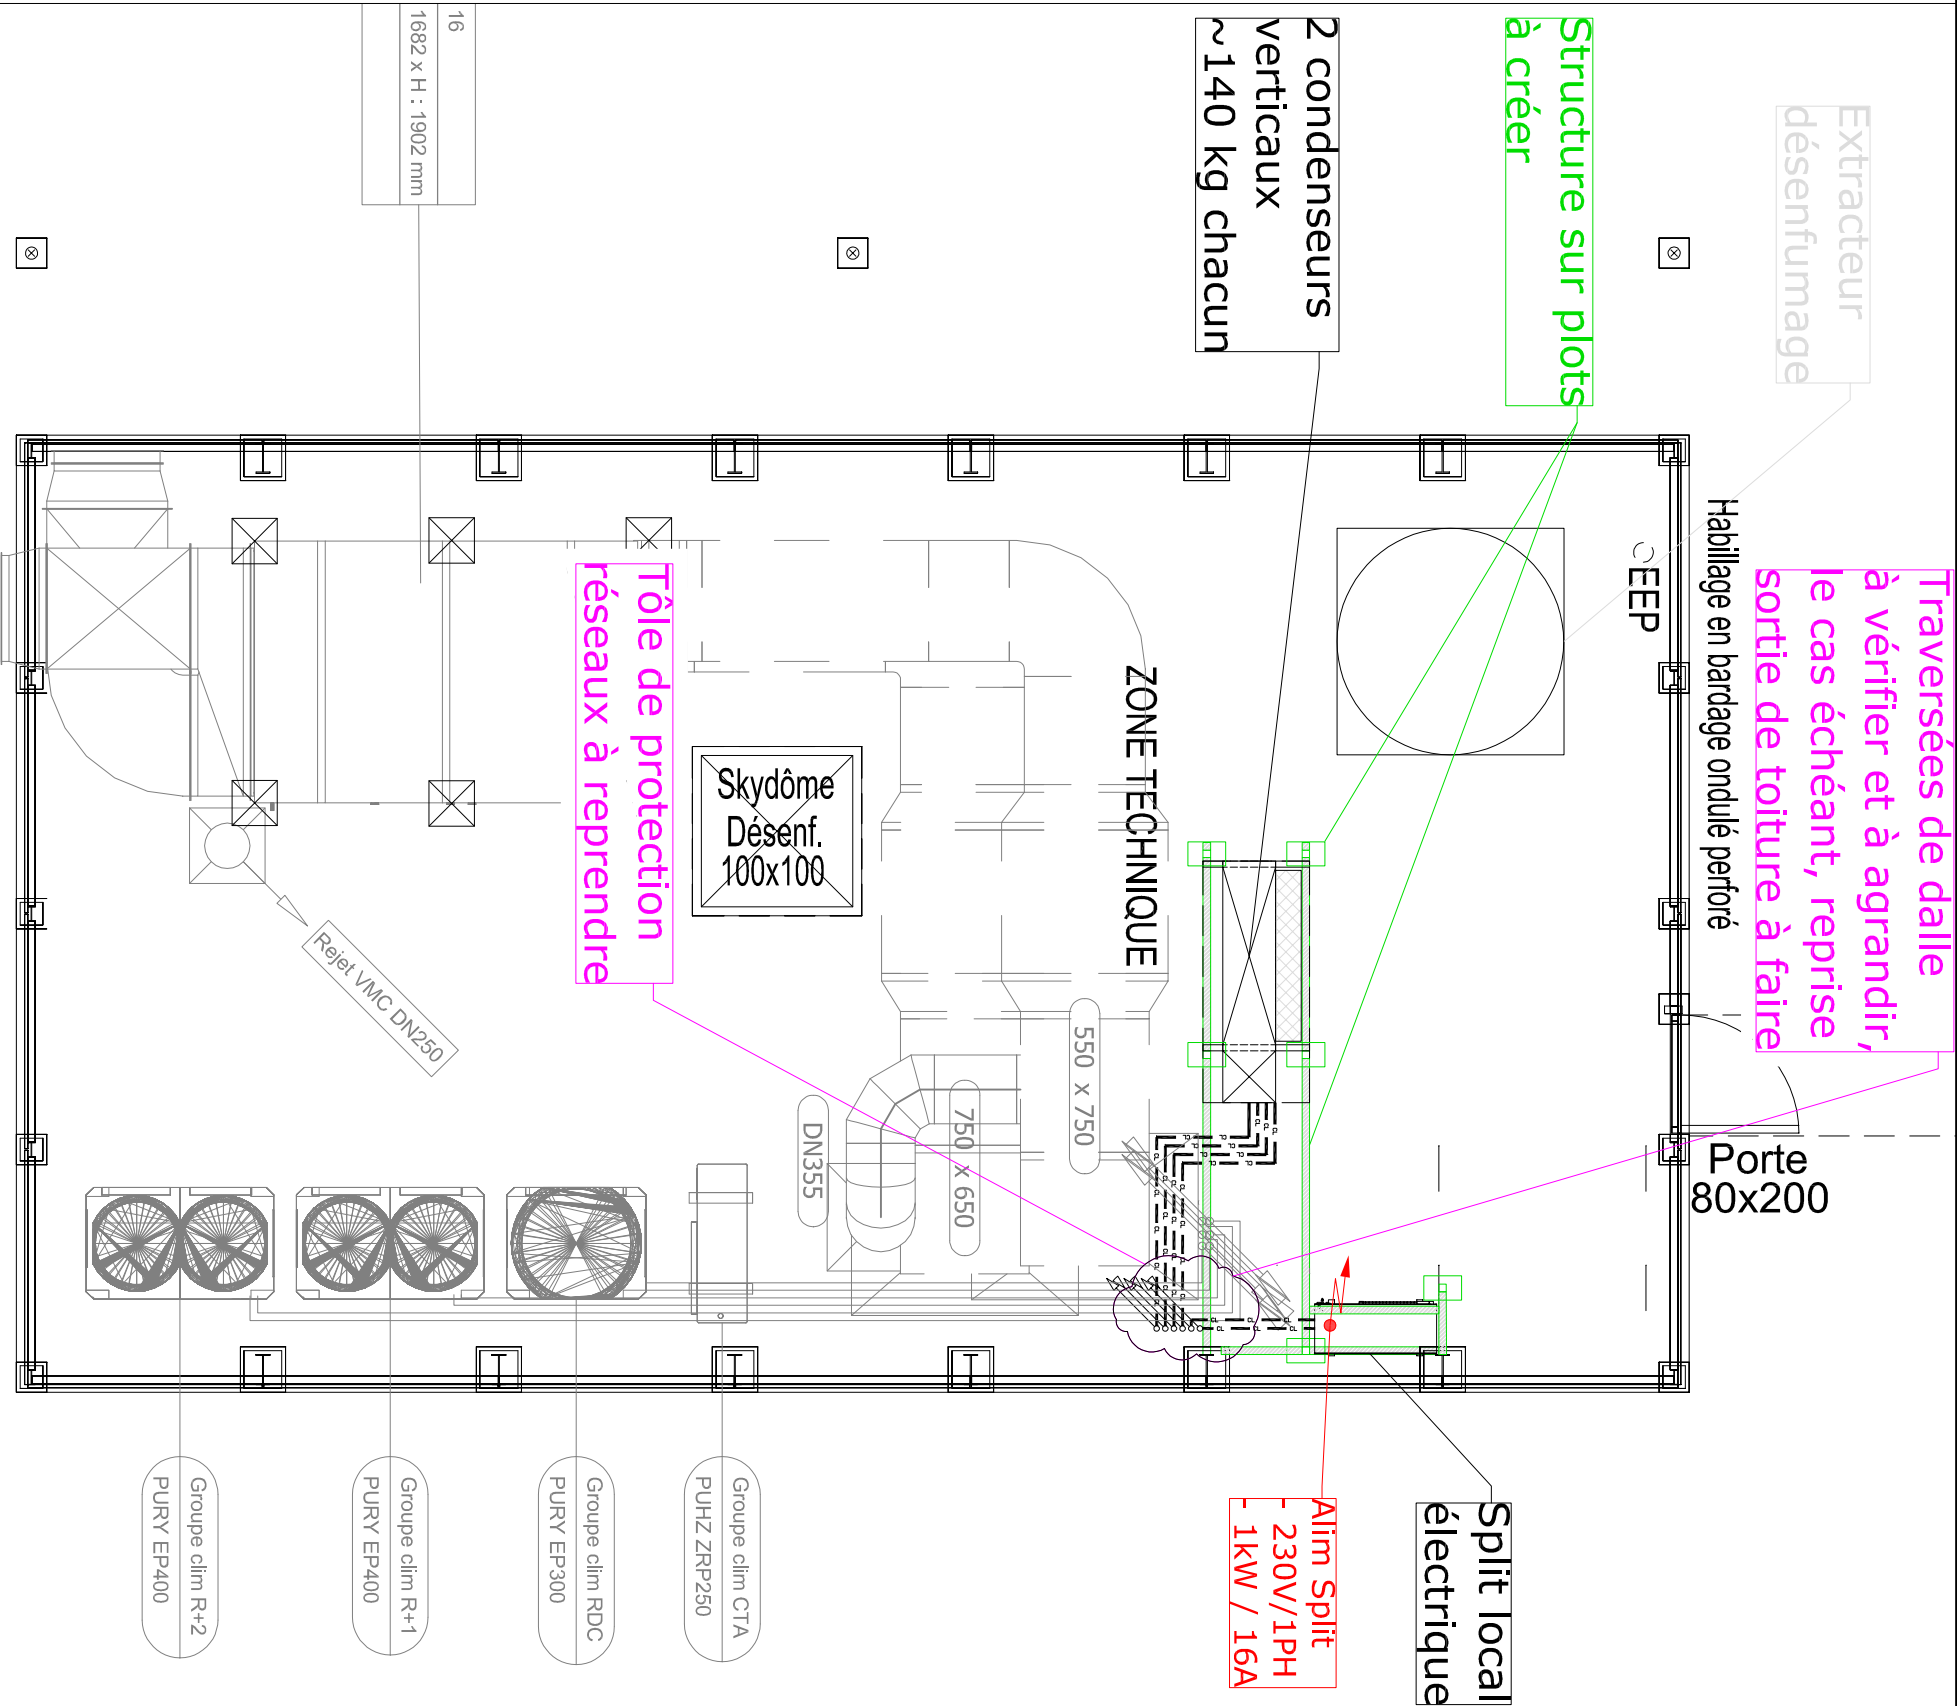 Extracteur
désenfumage
Structure sur plots
à créer
2 condenseurs
verticaux
~140 kg chacun
16
1682 x H : 1902 mm
Traversées de dalle
à vérifier et à agrandir,
le cas échéant, reprise
sortie de toiture à faire
Habillage en bardage ondulé perforé
EEP
ZONE TECHNIQUE
Tôle de protection
réseaux à reprendre
Skydôme
Désenf.
100x100
Rejet VMC DN250
550 x 750
750 x 650
DN355
Porte
80x200
Split local
électrique
Alim Split
- 230V/1PH
- 1kW / 16A
Groupe clim CTA
PUHZ ZRP250
Groupe clim RDC
PURY EP300
Groupe clim R+1
PURY EP400
Groupe clim R+2
PURY EP400